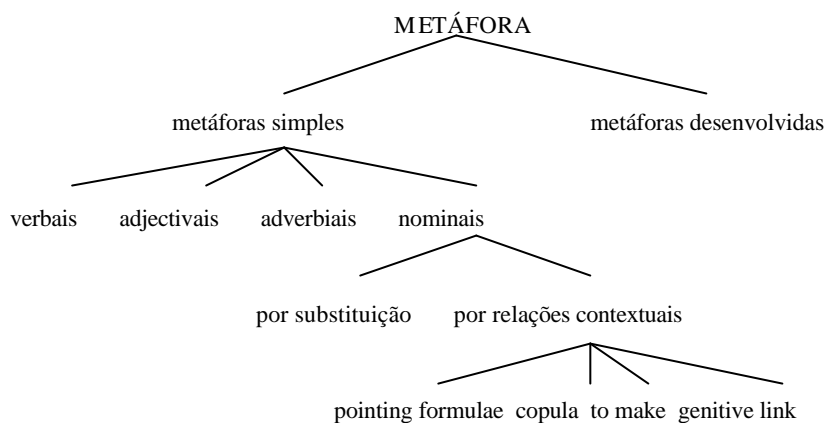 METÁFORA
metáforas simples metáforas desenvolvidas
verbais adjectivais adverbiais nominais
por substituição por relações contextuais
pointing formulae copula to make genitive link